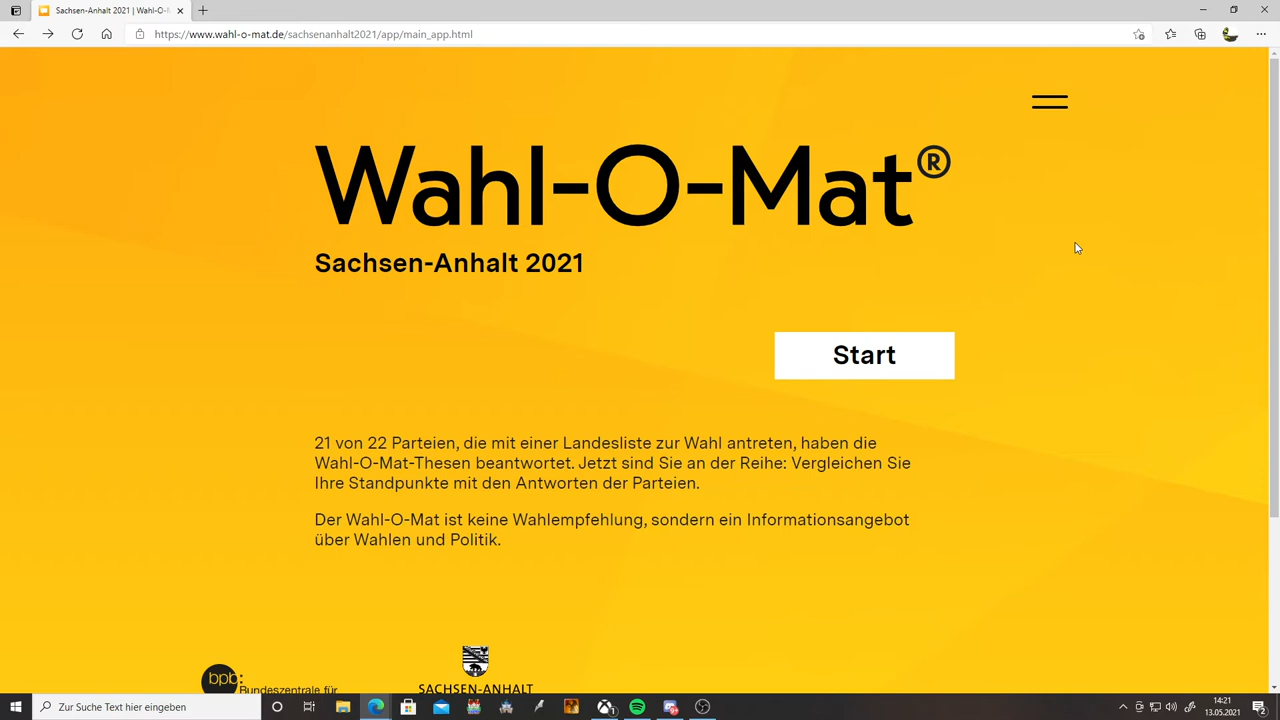 Sachsen-Anhalt 2021 | Wahl-O-M
https://www.wahl-o-mat.de/sachsenanhalt2021/app/main_app.html
Wahl-O-Mat®
Sachsen-Anhalt 2021
Start
21 von 22 Parteien, die mit einer Landesliste zur Wahl antreten, haben die
Wahl-O-Mat-Thesen beantwortet. Jetzt sind Sie an der Reihe: Vergleichen Sie
Ihre Standpunkte mit den Antworten der Parteien.
Der Wahl-O-Mat ist keine Wahlempfehlung, sondern ein Informationsangebot
über Wahlen und Politik.
bpb:
Bundeszentrale für
SACHSEN-ANHALT
Zur Suche Text hier eingeben
14:21
13.05.2021